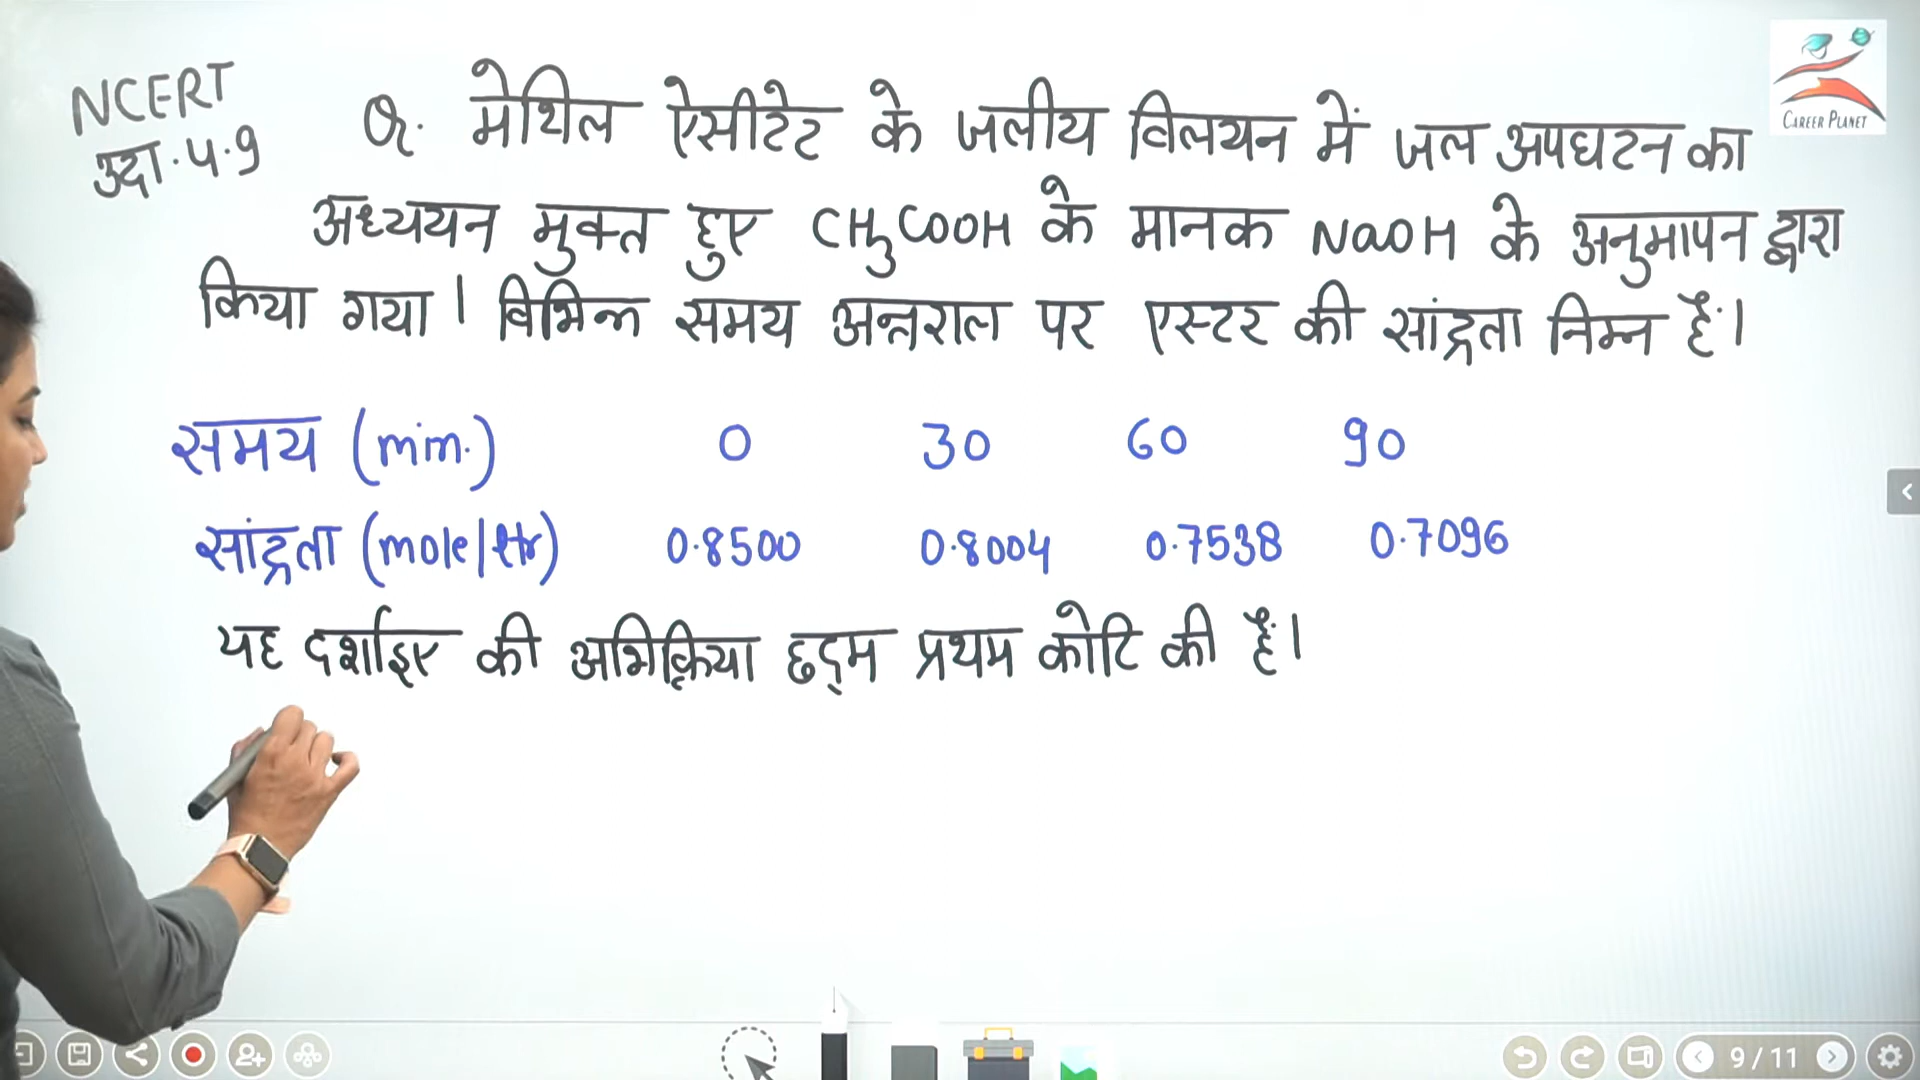 NCERT
उदा. 4.9
Q. मेथिल ऐसीटेट के जलीय विलयन में जल अपघटन का
अध्ययन मुक्त हुए CH3COOH के मानक NaOH के अनुमापन द्वारा
किया गया। विभिन्न समय अन्तराल पर एस्टर की सांद्रता निम्न हैं।
समय (min.) 0 30 60 90
सांद्रता (mole/ltr) 0.8500 0.8004 0.7538 0.7096
यह दर्शाइए की अभिक्रिया छद्म प्रथम कोटि की हैं।
CAREER PLANET
9 / 11